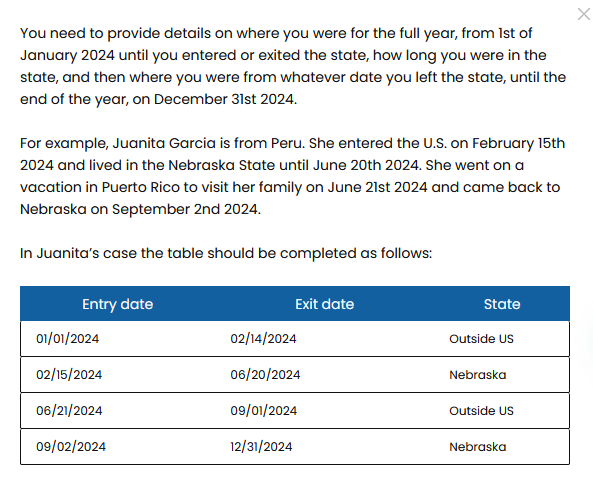 You need to provide details on where you were for the full year, from 1st of
January 2024 until you entered or exited the state, how long you were in the
state, and then where you were from whatever date you left the state, until the
end of the year, on December 31st 2024.
For example, Juanita Garcia is from Peru. She entered the U.S. on February 15th
2024 and lived in the Nebraska State until June 20th 2024. She went on a
vacation in Puerto Rico to visit her family on June 21st 2024 and came back to
Nebraska on September 2nd 2024.
In Juanita’s case the table should be completed as follows:
Entry date Exit date State
01/01/2024 02/14/2024 Outside US
02/15/2024 06/20/2024 Nebraska
06/21/2024 09/01/2024 Outside US
09/02/2024 12/31/2024 Nebraska